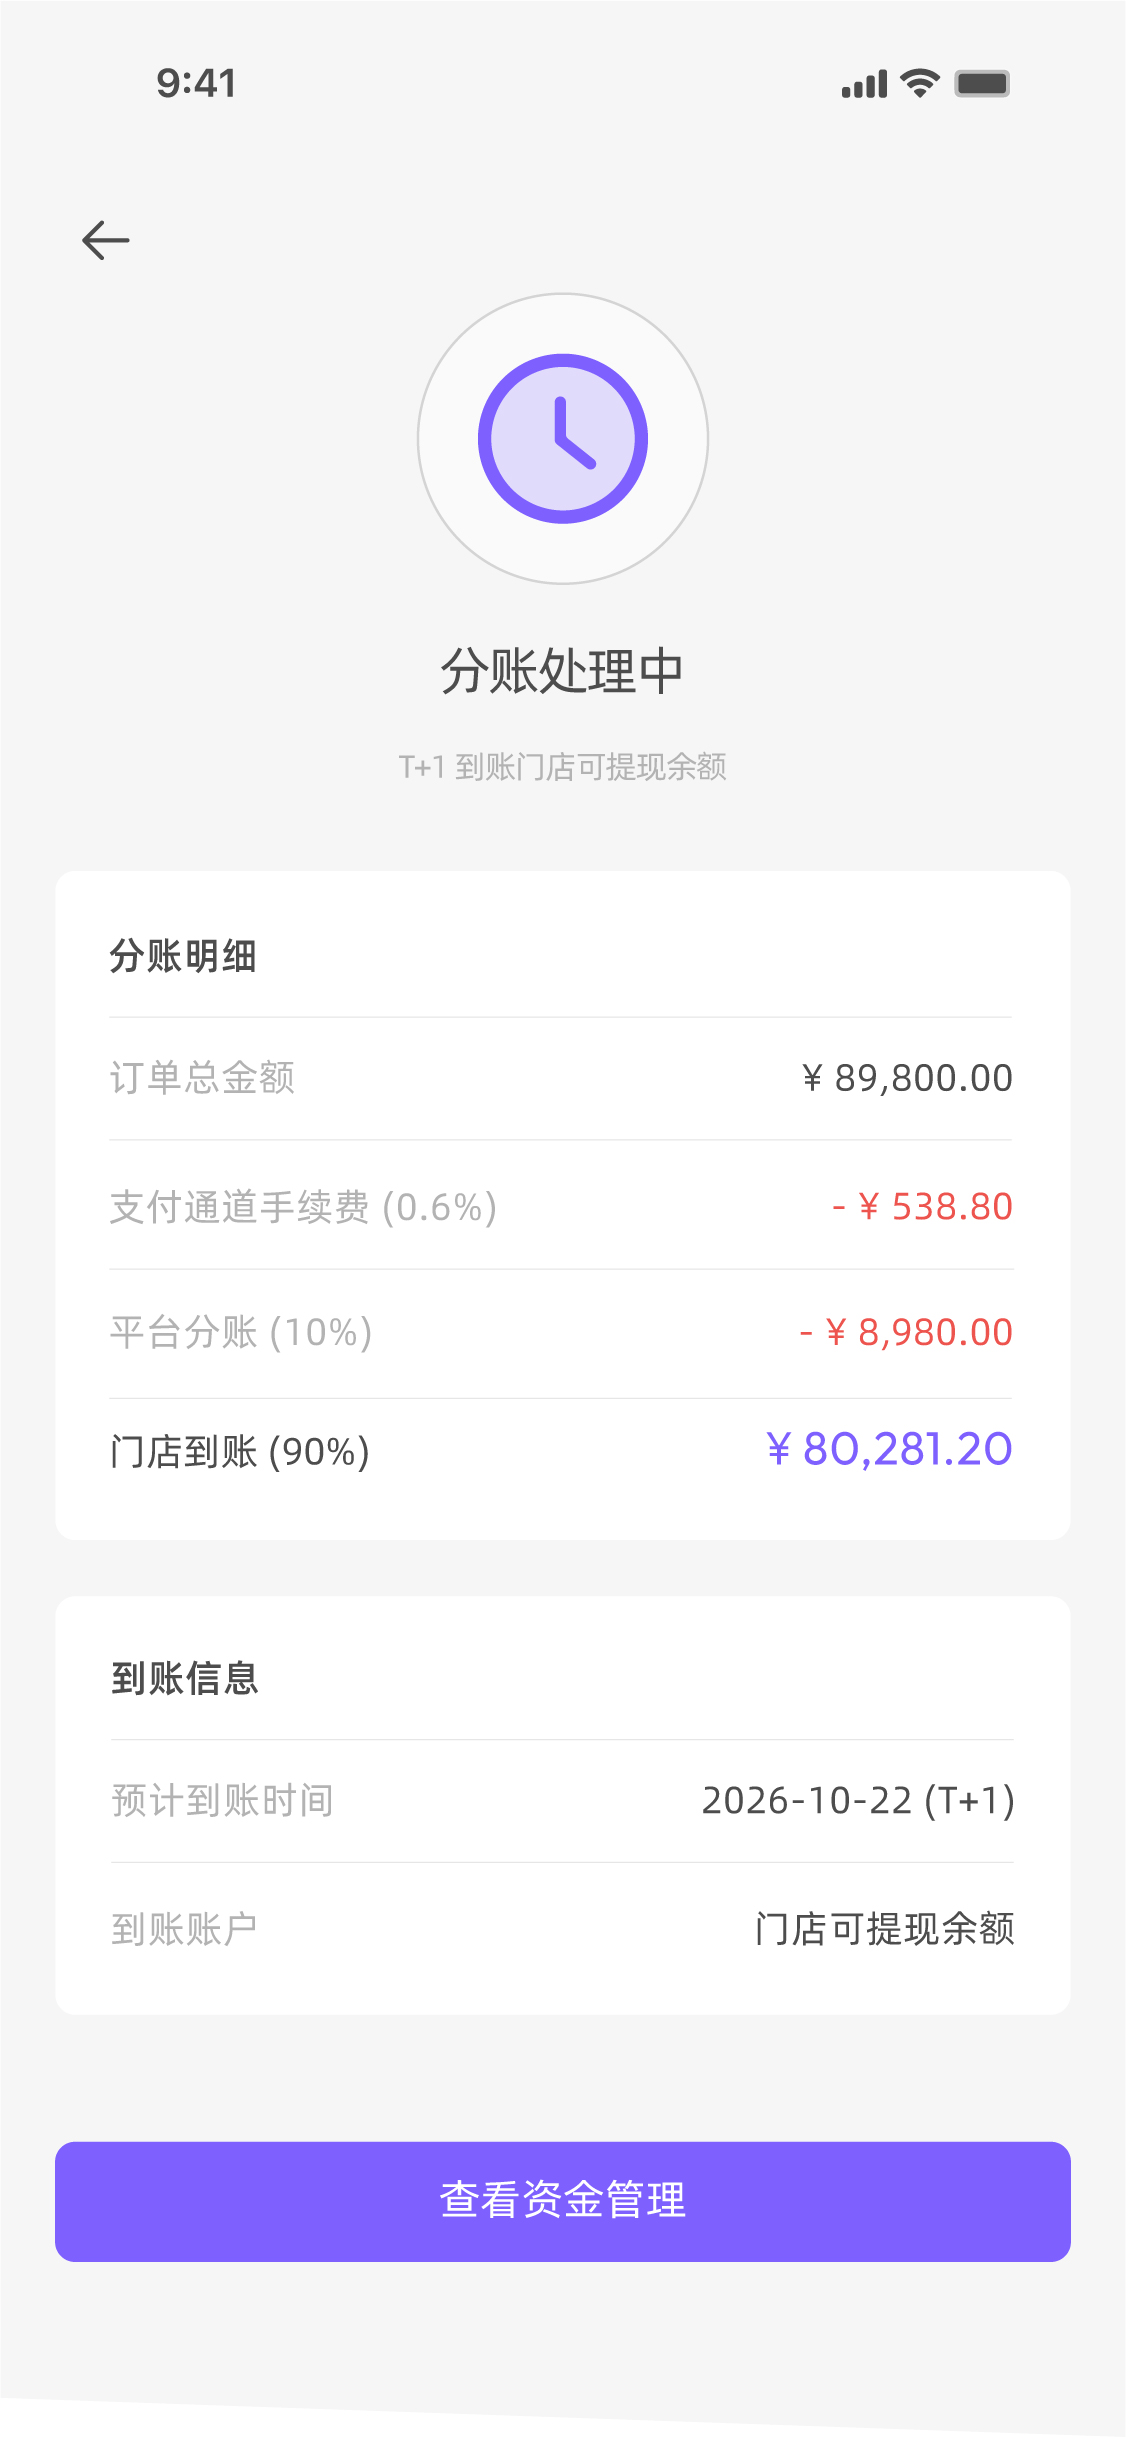 9:41
分账处理中
T+1 到账门店可提现余额
分账明细
订单总金额 ¥ 89,800.00
支付通道手续费 (0.6%) - ¥ 538.80
平台分账 (10%) - ¥ 8,980.00
门店到账 (90%) ¥ 80,281.20
到账信息
预计到账时间 2026-10-22 (T+1)
到账账户 门店可提现余额
查看资金管理